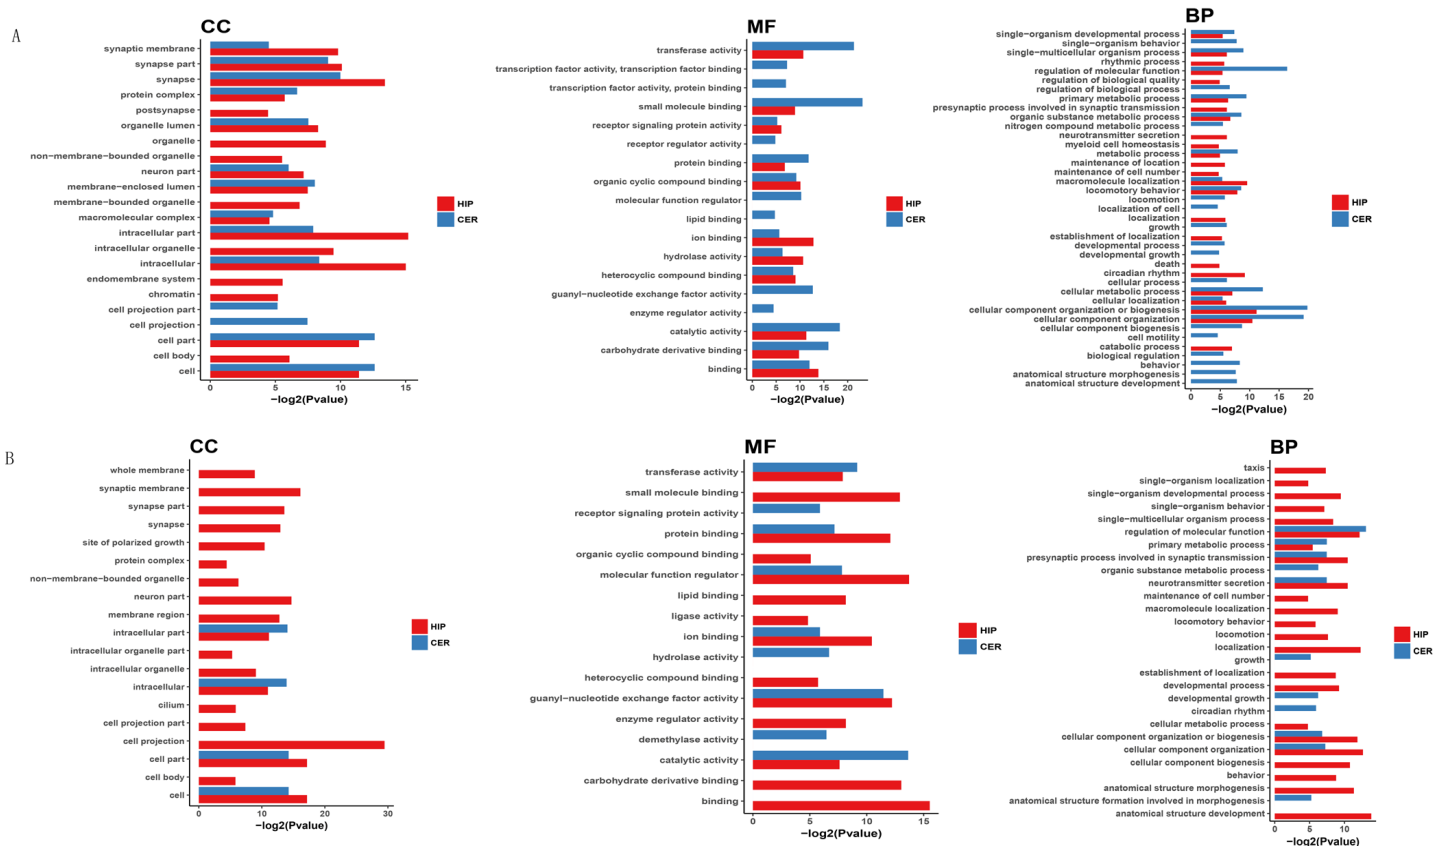 A
CC
synaptic membrane
synapse part
synapse
protein complex
postsynapse
organelle lumen
organelle
non−membrane−bounded organelle
neuron part
membrane−enclosed lumen
membrane−bounded organelle
macromolecular complex
intracellular part
intracellular organelle
intracellular
endomembrane system
chromatin
cell projection part
cell projection
cell part
cell body
cell
0 5 10 15
−log2(Pvalue)
HIP
CER
MF
transferase activity
transcription factor activity, transcription factor binding
transcription factor activity, protein binding
small molecule binding
receptor signaling protein activity
receptor regulator activity
protein binding
organic cyclic compound binding
molecular function regulator
lipid binding
ion binding
hydrolase activity
heterocyclic compound binding
guanyl−nucleotide exchange factor activity
enzyme regulator activity
catalytic activity
carbohydrate derivative binding
binding
0 5 10 15 20
−log2(Pvalue)
HIP
CER
BP
single−organism developmental process
single−organism behavior
single−multicellular organism process
rhythmic process
regulation of molecular function
regulation of biological quality
regulation of biological process
primary metabolic process
presynaptic process involved in synaptic transmission
organic substance metabolic process
nitrogen compound metabolic process
neurotransmitter secretion
myeloid cell homeostasis
metabolic process
maintenance of location
maintenance of cell number
macromolecule localization
locomotory behavior
locomotion
localization of cell
localization
growth
establishment of localization
developmental process
developmental growth
death
circadian rhythm
cellular process
cellular metabolic process
cellular localization
cellular component organization or biogenesis
cellular component organization
cellular component biogenesis
cell motility
catabolic process
biological regulation
behavior
anatomical structure morphogenesis
anatomical structure development
0 5 10 15 20
−log2(Pvalue)
HIP
CER
B
CC
whole membrane
synaptic membrane
synapse part
synapse
site of polarized growth
protein complex
non−membrane−bounded organelle
neuron part
membrane region
intracellular part
intracellular organelle part
intracellular organelle
intracellular
cilium
cell projection part
cell projection
cell part
cell body
cell
0 10 20 30
−log2(Pvalue)
HIP
CER
MF
transferase activity
small molecule binding
receptor signaling protein activity
protein binding
organic cyclic compound binding
molecular function regulator
lipid binding
ligase activity
ion binding
hydrolase activity
heterocyclic compound binding
guanyl−nucleotide exchange factor activity
enzyme regulator activity
demethylase activity
catalytic activity
carbohydrate derivative binding
binding
0 5 10 15
−log2(Pvalue)
HIP
CER
BP
taxis
single−organism localization
single−organism developmental process
single−organism behavior
single−multicellular organism process
regulation of molecular function
primary metabolic process
presynaptic process involved in synaptic transmission
organic substance metabolic process
neurotransmitter secretion
maintenance of cell number
macromolecule localization
locomotory behavior
locomotion
localization
growth
establishment of localization
developmental process
developmental growth
circadian rhythm
cellular metabolic process
cellular component organization or biogenesis
cellular component organization
cellular component biogenesis
behavior
anatomical structure morphogenesis
anatomical structure formation involved in morphogenesis
anatomical structure development
0 5 10
−log2(Pvalue)
HIP
CER